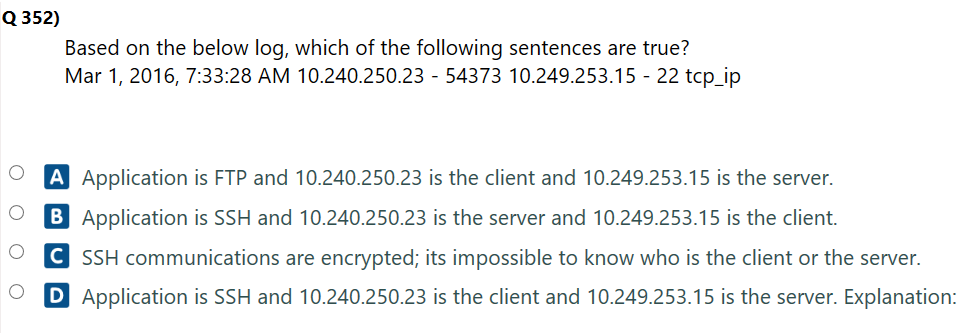 Q 352)
Based on the below log, which of the following sentences are true?
Mar 1, 2016, 7:33:28 AM 10.240.250.23 - 54373 10.249.253.15 - 22 tcp_ip
A Application is FTP and 10.240.250.23 is the client and 10.249.253.15 is the server.
B Application is SSH and 10.240.250.23 is the server and 10.249.253.15 is the client.
C SSH communications are encrypted; its impossible to know who is the client or the server.
D Application is SSH and 10.240.250.23 is the client and 10.249.253.15 is the server. Explanation: